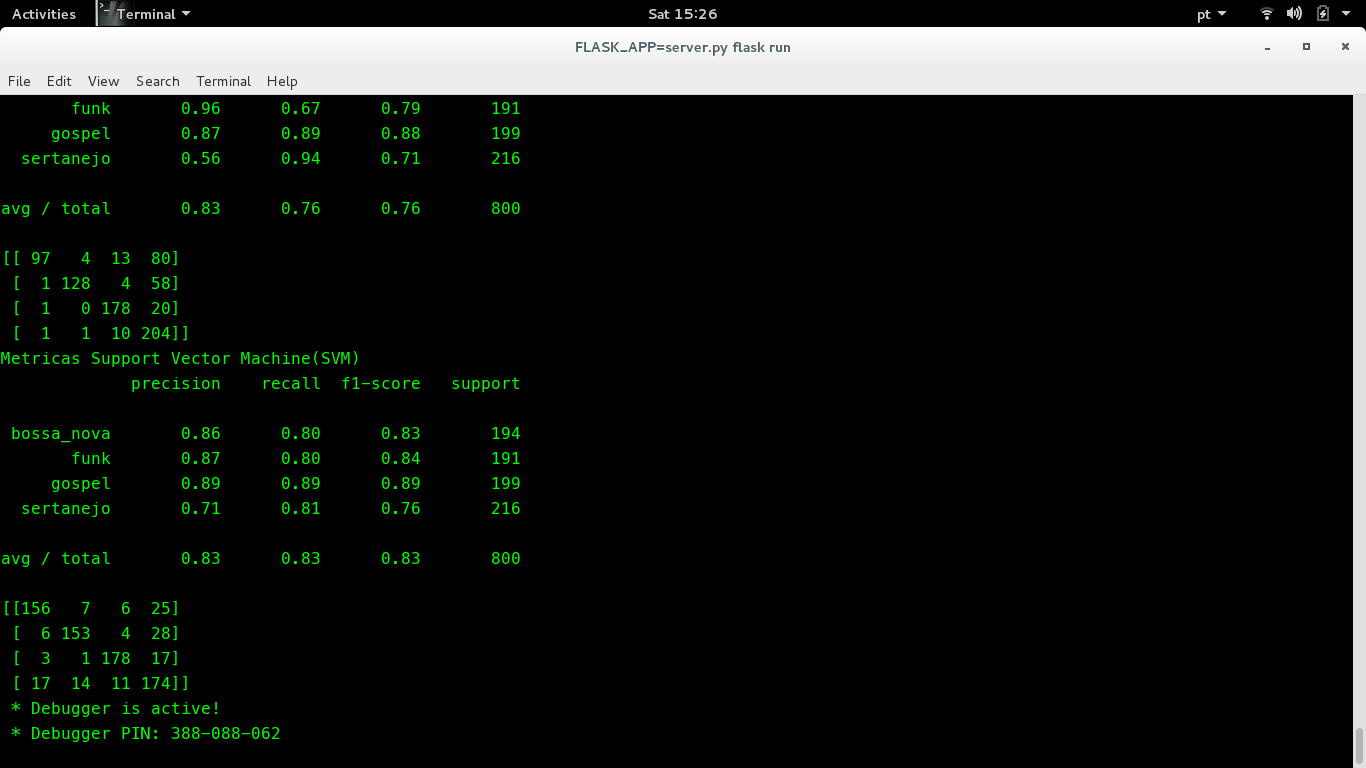 Activities Terminal Sat 15:26 pt
FLASK_APP=server.py flask run
File Edit View Search Terminal Help
funk 0.96 0.67 0.79 191
gospel 0.87 0.89 0.88 199
sertanejo 0.56 0.94 0.71 216
avg / total 0.83 0.76 0.76 800
[[ 97 4 13 80]
[ 1 128 4 58]
[ 1 0 178 20]
[ 1 1 10 204]]
Metricas Support Vector Machine(SVM)
precision recall f1-score support
bossa_nova 0.86 0.80 0.83 194
funk 0.87 0.80 0.84 191
gospel 0.89 0.89 0.89 199
sertanejo 0.71 0.81 0.76 216
avg / total 0.83 0.83 0.83 800
[[156 7 6 25]
[ 6 153 4 28]
[ 3 1 178 17]
[ 17 14 11 174]]
* Debugger is active!
* Debugger PIN: 388-088-062